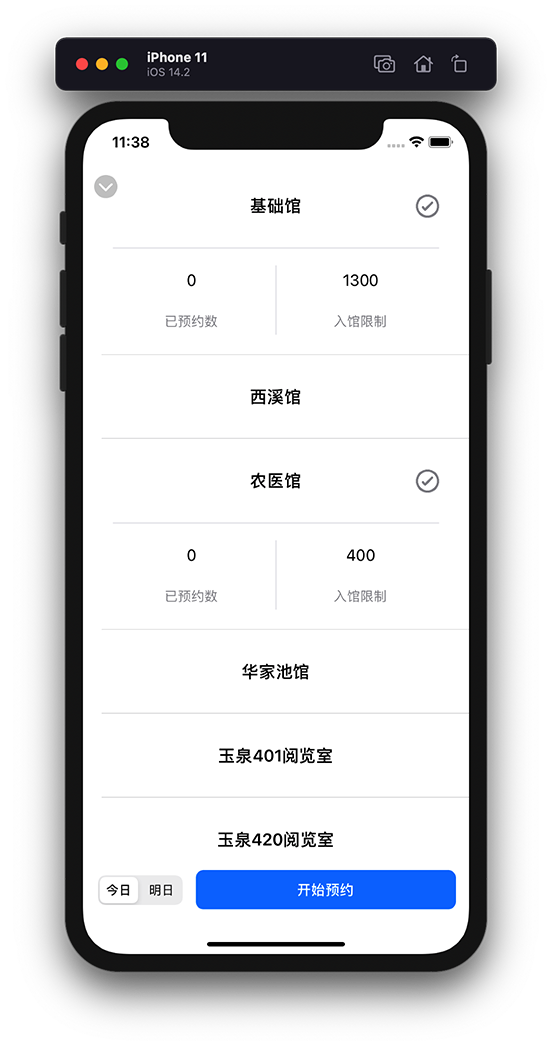 iPhone 11
iOS 14.2
11:38
基础馆
0 1300
已预约数 入馆限制
西溪馆
农医馆
0 400
已预约数 入馆限制
华家池馆
玉泉401阅览室
玉泉420阅览室
今日 明日 开始预约